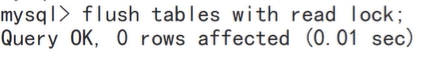 mysql> flush tables with read lock;
Query OK, 0 rows affected (0.01 sec)